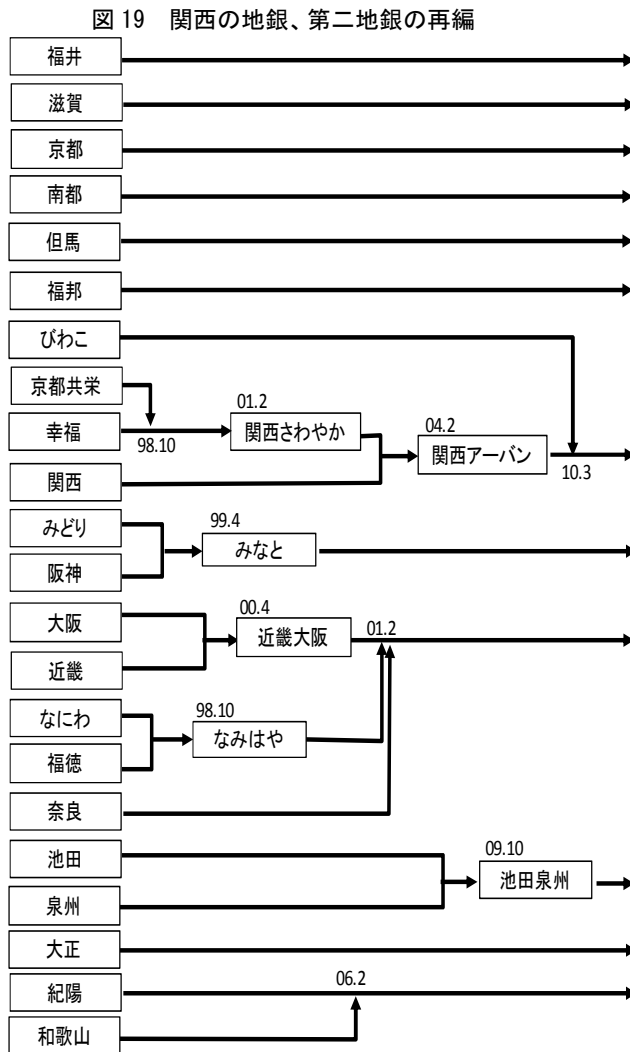 図 19 関西の地銀、第二地銀の再編
福井
滋賀
京都
南都
但馬
福邦
びわこ
京都共栄
幸福
98.10
01.2
関西さわやか
04.2
関西アーバン
10.3
関西
みどり
99.4
みなと
阪神
大阪
00.4
近畿大阪
01.2
近畿
なにわ
98.10
なみはや
福徳
奈良
池田
09.10
池田泉州
泉州
大正
紀陽
06.2
和歌山